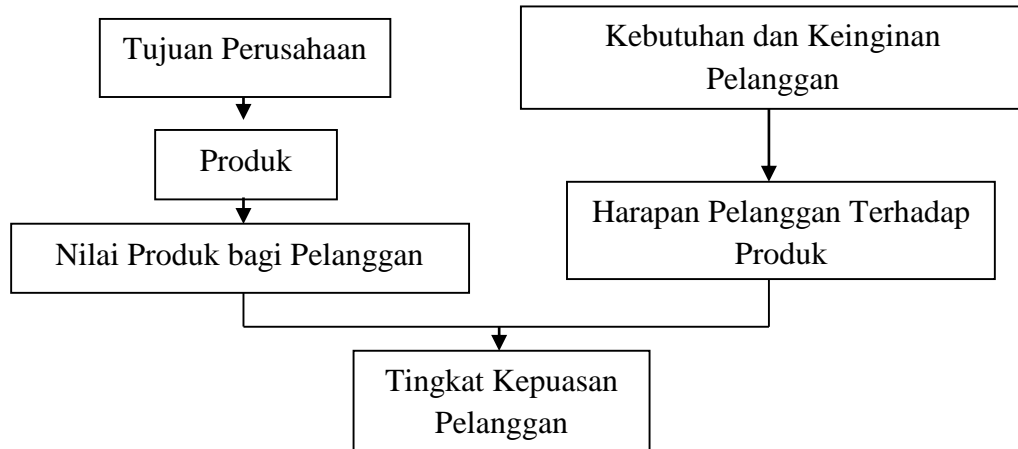 Tujuan Perusahaan
Kebutuhan dan Keinginan
Pelanggan
Produk
Harapan Pelanggan Terhadap
Produk
Nilai Produk bagi Pelanggan
Tingkat Kepuasan
Pelanggan